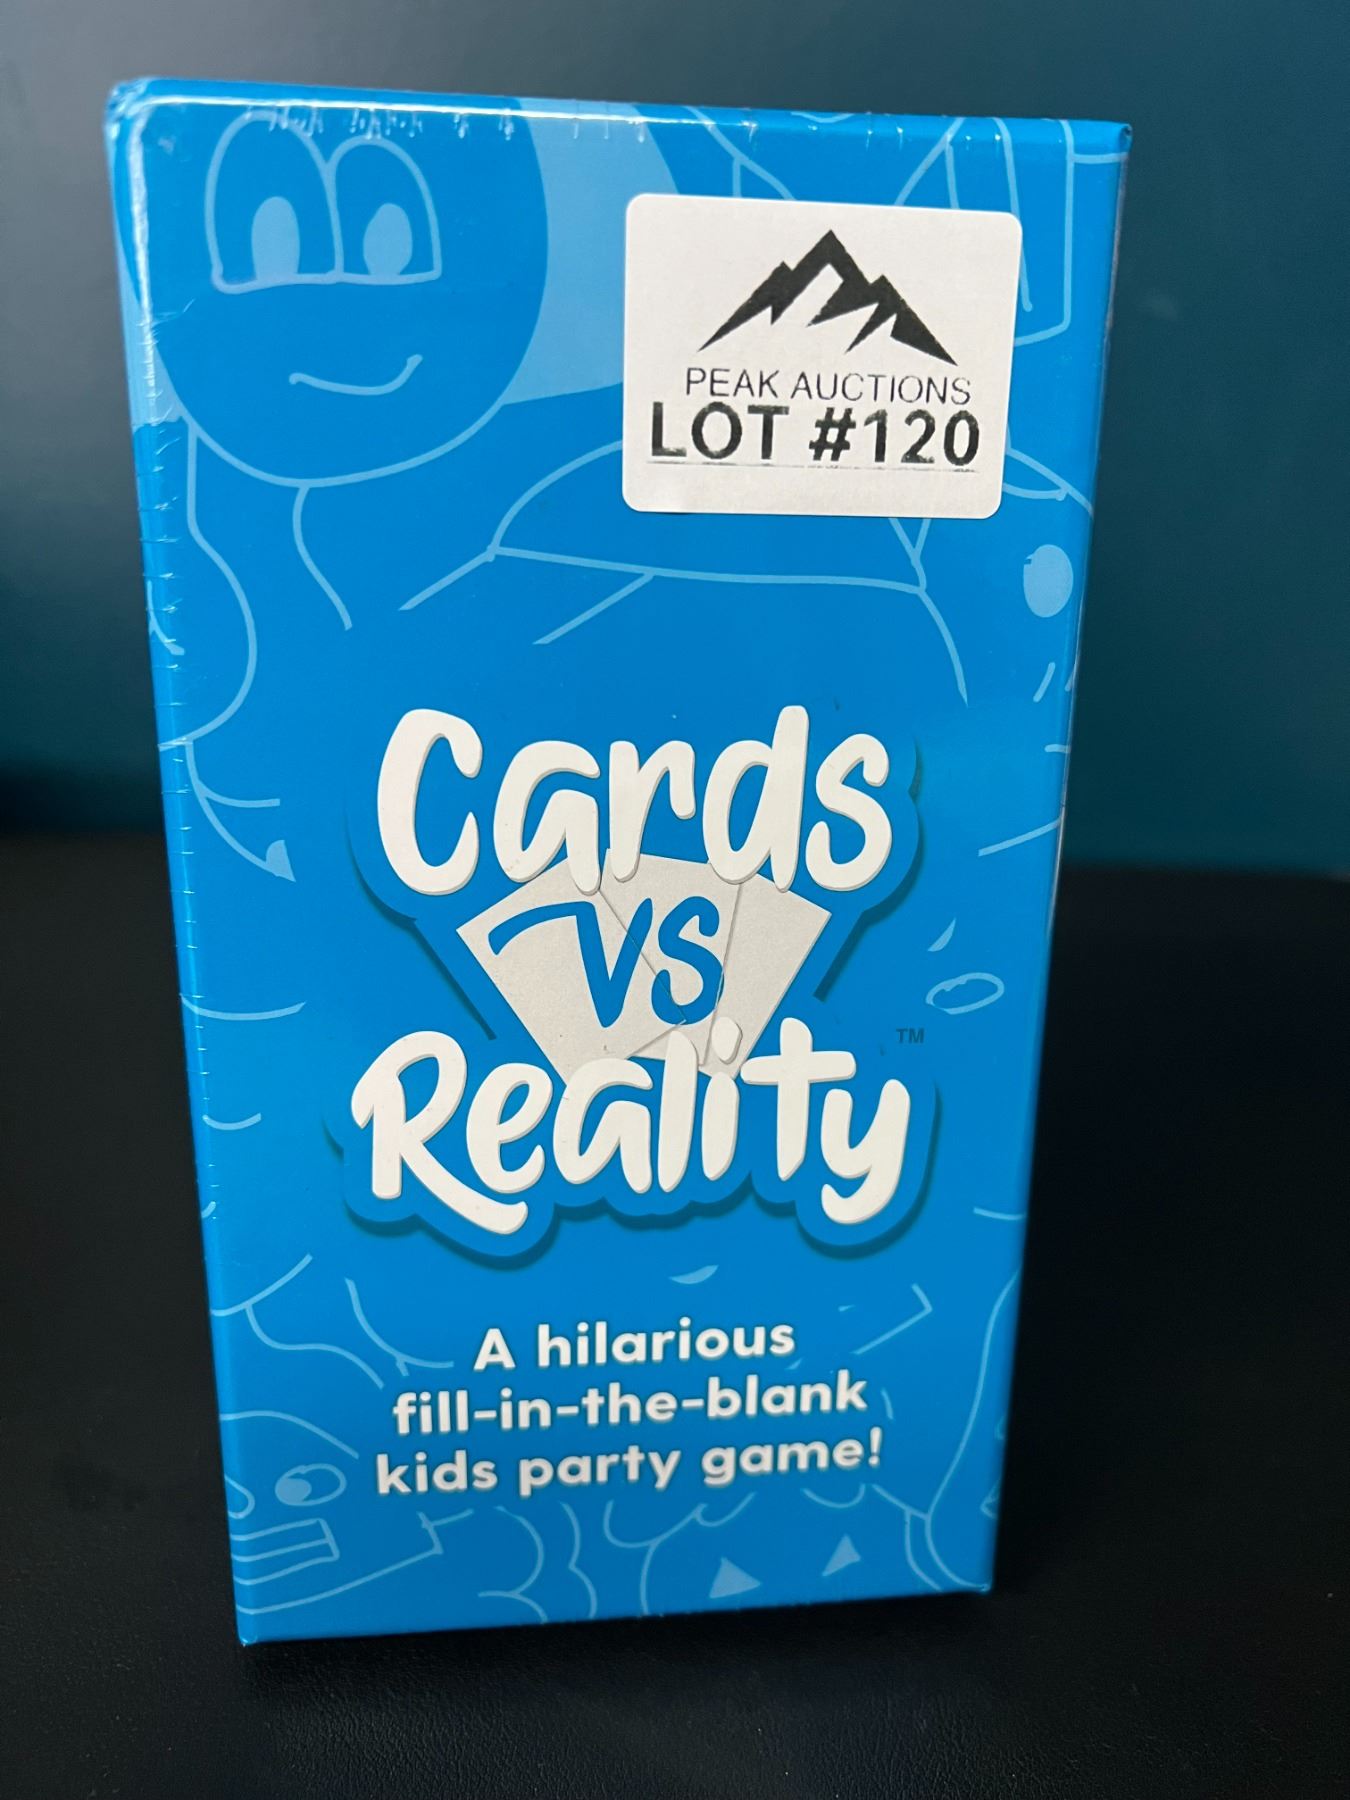 PEAK AUCTIONS
LOT #120
Cards
vs
Reality
™
A hilarious
fill-in-the-blank
kids party game!